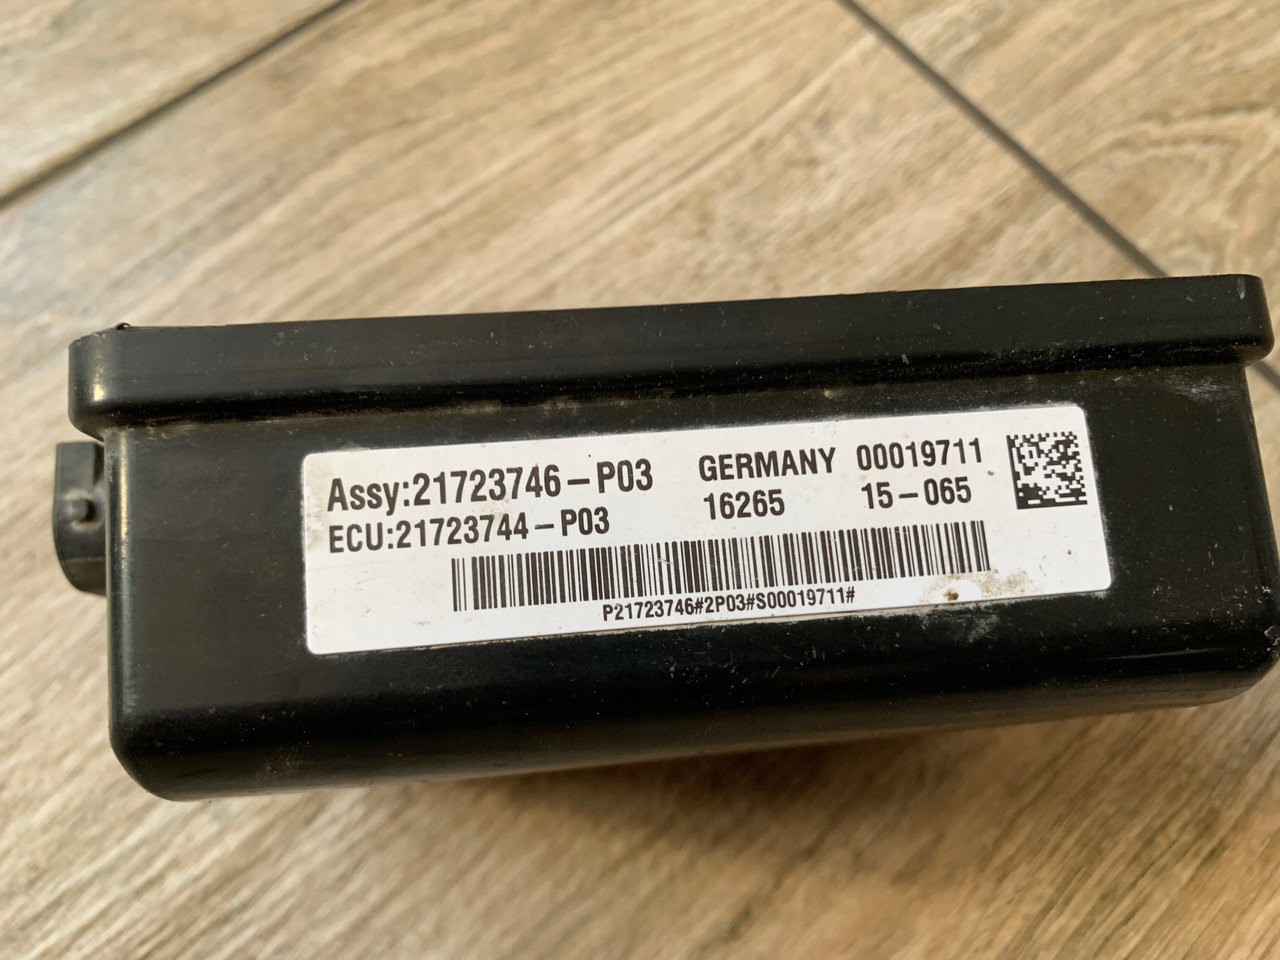 Assy:21723746-P03 GERMANY 00019711
ECU:21723744-P03 16265 15-065
P21723746#2P03#S00019711#